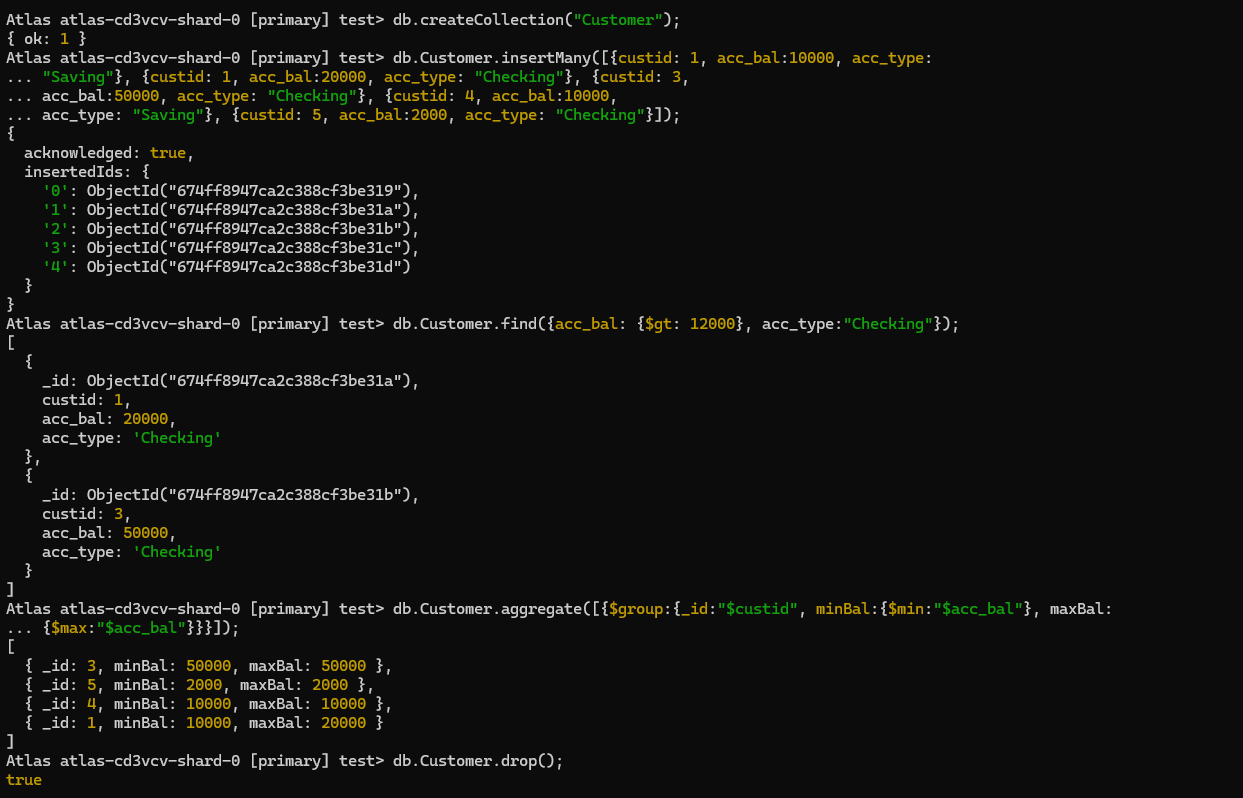 Atlas atlas-cd3vcv-shard-0 [primary] test> db.createCollection("Customer");
{ ok: 1 }
Atlas atlas-cd3vcv-shard-0 [primary] test> db.Customer.insertMany([{custid: 1, acc_bal:10000, acc_type:
... "Saving"}, {custid: 1, acc_bal:20000, acc_type: "Checking"}, {custid: 3,
... acc_bal:50000, acc_type: "Checking"}, {custid: 4, acc_bal:10000,
... acc_type: "Saving"}, {custid: 5, acc_bal:2000, acc_type: "Checking"}]);
{
  acknowledged: true,
  insertedIds: {
    '0': ObjectId("674ff8947ca2c388cf3be319"),
    '1': ObjectId("674ff8947ca2c388cf3be31a"),
    '2': ObjectId("674ff8947ca2c388cf3be31b"),
    '3': ObjectId("674ff8947ca2c388cf3be31c"),
    '4': ObjectId("674ff8947ca2c388cf3be31d")
  }
}
Atlas atlas-cd3vcv-shard-0 [primary] test> db.Customer.find({acc_bal: {$gt: 12000}, acc_type:"Checking"});
[
  {
    _id: ObjectId("674ff8947ca2c388cf3be31a"),
    custid: 1,
    acc_bal: 20000,
    acc_type: 'Checking'
  },
  {
    _id: ObjectId("674ff8947ca2c388cf3be31b"),
    custid: 3,
    acc_bal: 50000,
    acc_type: 'Checking'
  }
]
Atlas atlas-cd3vcv-shard-0 [primary] test> db.Customer.aggregate([{$group:{_id:"$custid", minBal:{$min:"$acc_bal"}, maxBal:
... {$max:"$acc_bal"}}}]);
[
  { _id: 3, minBal: 50000, maxBal: 50000 },
  { _id: 5, minBal: 2000, maxBal: 2000 },
  { _id: 4, minBal: 10000, maxBal: 10000 },
  { _id: 1, minBal: 10000, maxBal: 20000 }
]
Atlas atlas-cd3vcv-shard-0 [primary] test> db.Customer.drop();
true